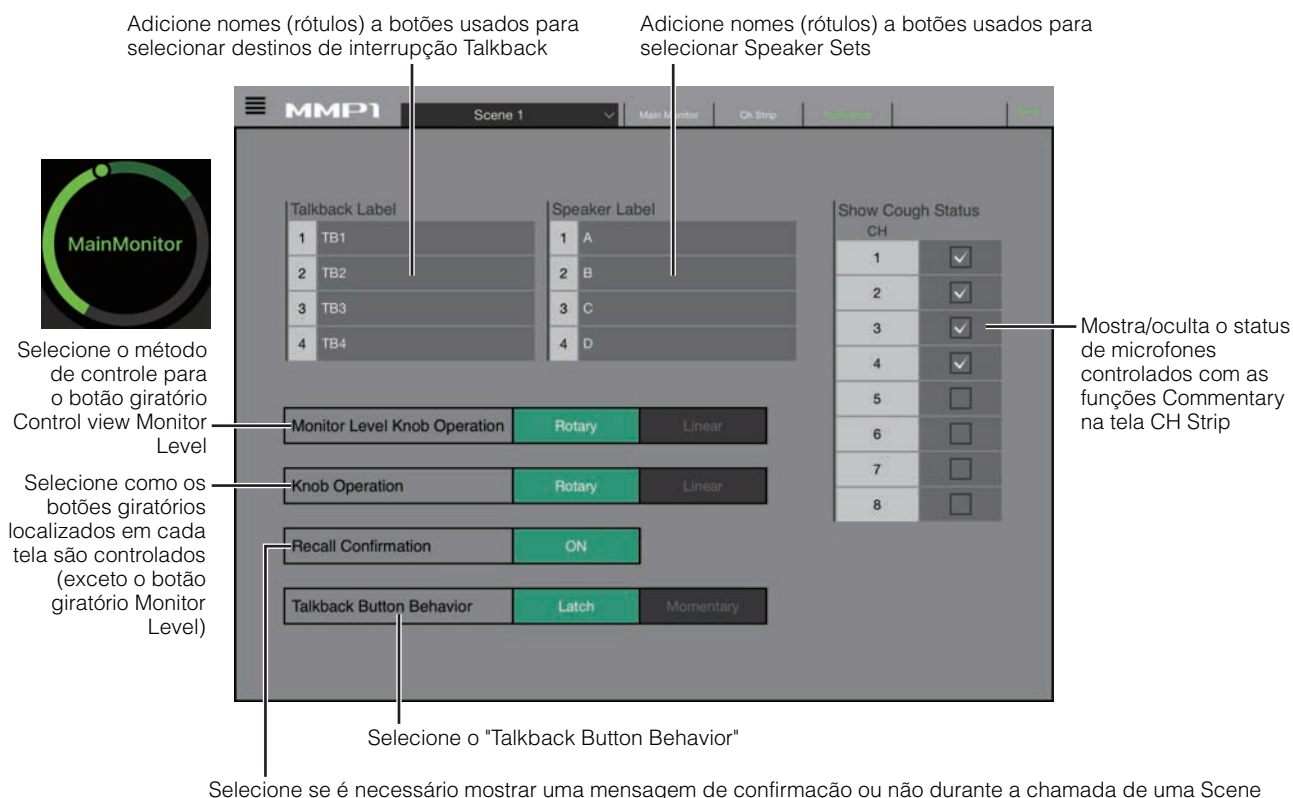 Adicione nomes (rótulos) a botões usados para
selecionar destinos de interrupção Talkback
Adicione nomes (rótulos) a botões usados para
selecionar Speaker Sets
MMP1
Scene 1
Main Monitor
Ch Strip
Preference
MainMonitor
Talkback Label
1 TB1
2 TB2
3 TB3
4 TB4
Speaker Label
1 A
2 B
3 C
4 D
Show Cough Status
CH
1
2
3
4
5
6
7
8
Mostra/oculta o status
de microfones
controlados com as
funções Commentary
na tela CH Strip
Selecione o método
de controle para
o botão giratório
Control view Monitor
Level
Monitor Level Knob Operation Rotary Linear
Selecione como os
botões giratórios
localizados em cada
tela são controlados
(exceto o botão
giratório Monitor
Level)
Knob Operation Rotary Linear
Recall Confirmation ON
Talkback Button Behavior Latch Momentary
Selecione o "Talkback Button Behavior"
Selecione se é necessário mostrar uma mensagem de confirmação ou não durante a chamada de uma Scene